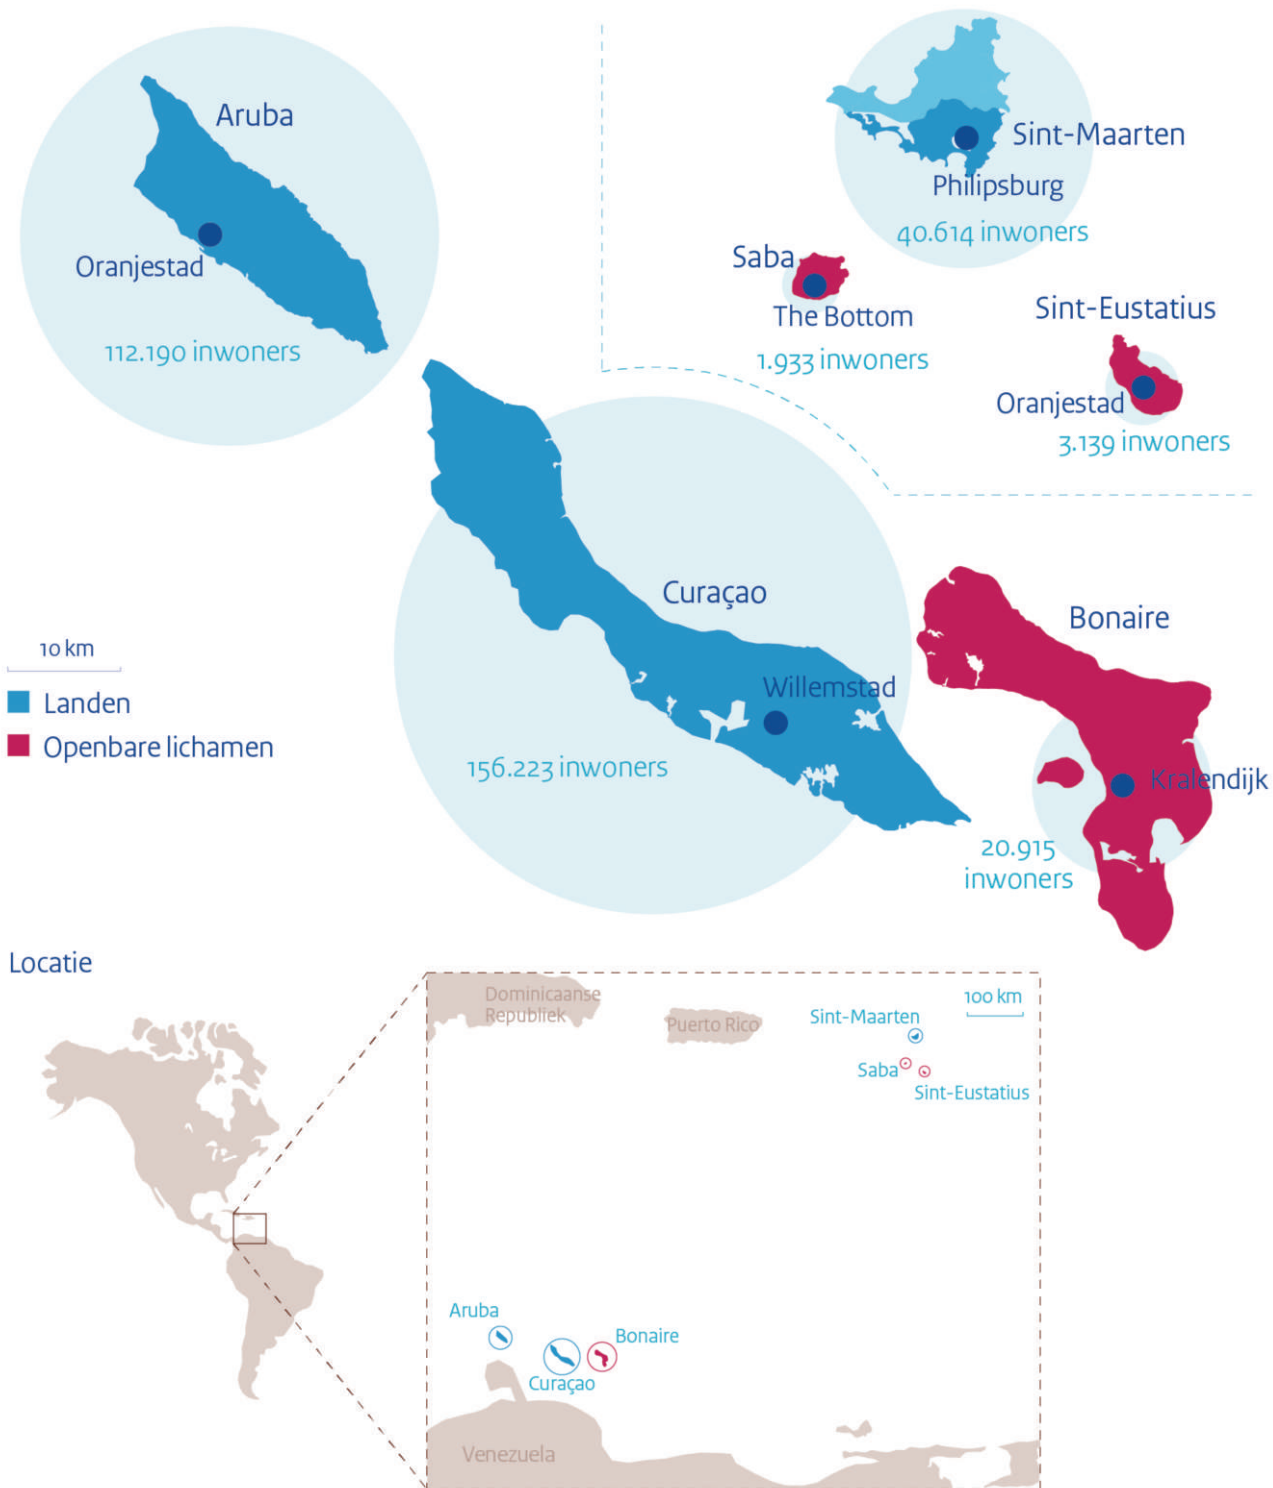 Aruba
Oranjestad
112.190 inwoners
Sint-Maarten
Philipsburg
40.614 inwoners
Saba
The Bottom
1.933 inwoners
Sint-Eustatius
Oranjestad
3.139 inwoners
Curaçao
Willemstad
156.223 inwoners
Bonaire
Kralendijk
20.915
inwoners
10 km
Landen
Openbare lichamen
Locatie
Dominicaanse
Republiek
Puerto Rico
Sint-Maarten
100 km
Saba
Sint-Eustatius
Aruba
Bonaire
Curaçao
Venezuela